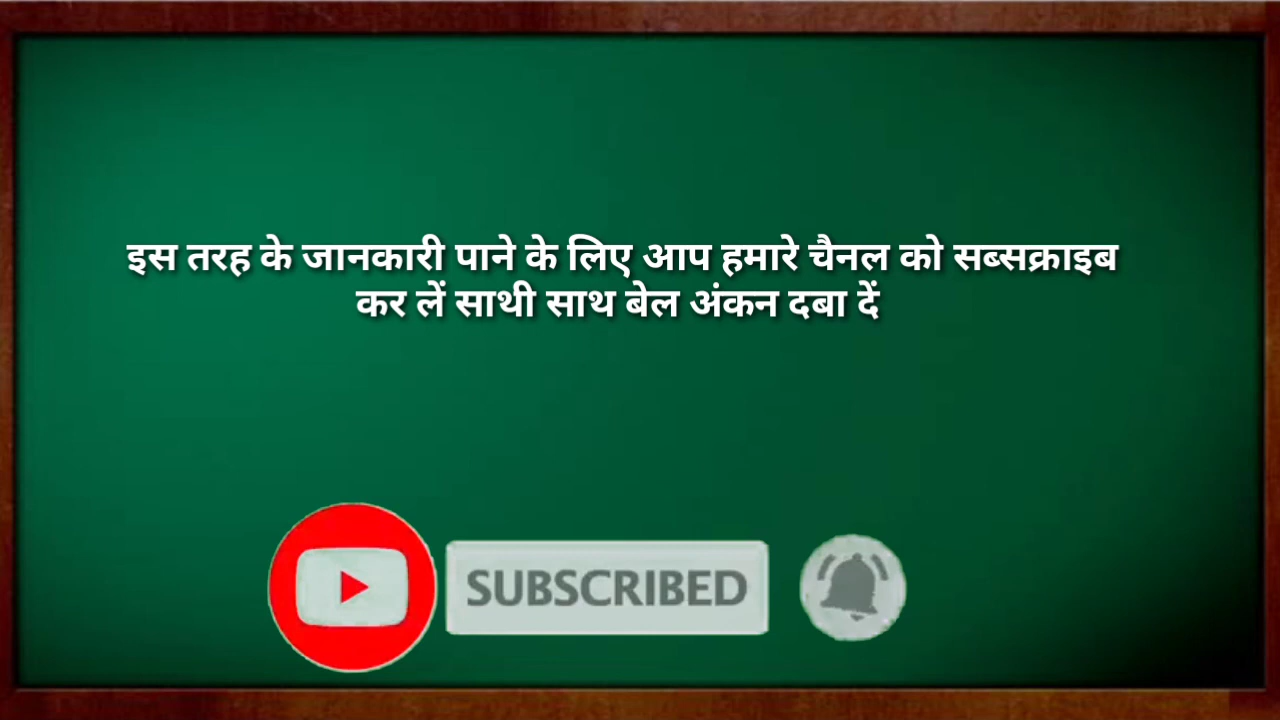 इस तरह के जानकारी पाने के लिए आप हमारे चैनल को सब्सक्राइब
कर लें साथी साथ बेल अंकन दबा दें
SUBSCRIBED